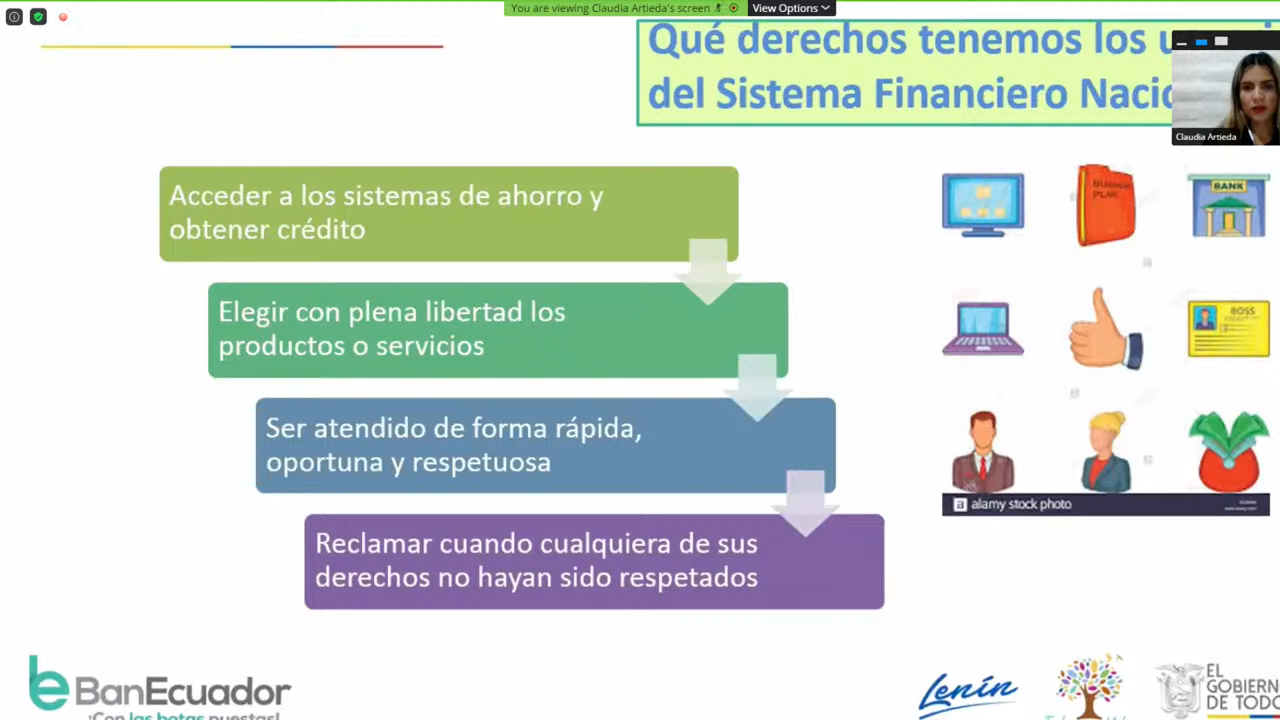 You are viewing Claudia Artieda's screen
View Options
Qué derechos tenemos los
del Sistema Financiero
Claudia Artieda
Acceder a los sistemas de ahorro y
obtener crédito
Elegir con plena libertad los
productos o servicios
Ser atendido de forma rápida,
oportuna y respetuosa
Reclamar cuando cualquiera de sus
derechos no hayan sido respetados
BUSINESS
PLAN
BANK
BOSS
a alamy stock photo
BanEcuador
¡Con las botas puestas!
Lenín
EL
GOBIERNO
DE TODO